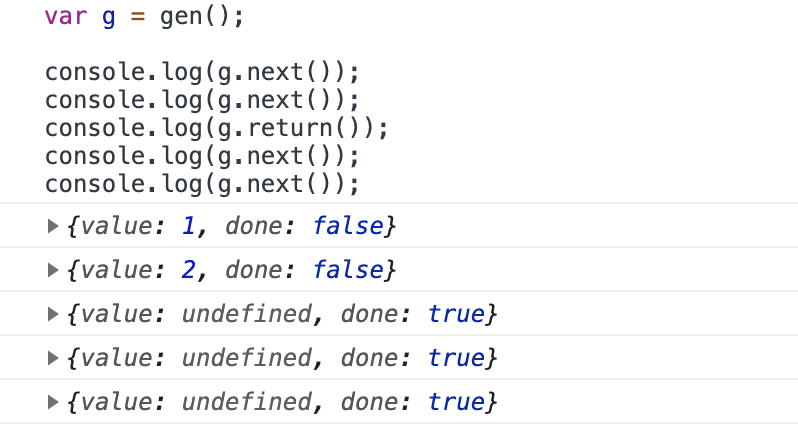 var g = gen();
console.log(g.next());
console.log(g.next());
console.log(g.return());
console.log(g.next());
console.log(g.next());
{value: 1, done: false}
{value: 2, done: false}
{value: undefined, done: true}
{value: undefined, done: true}
{value: undefined, done: true}